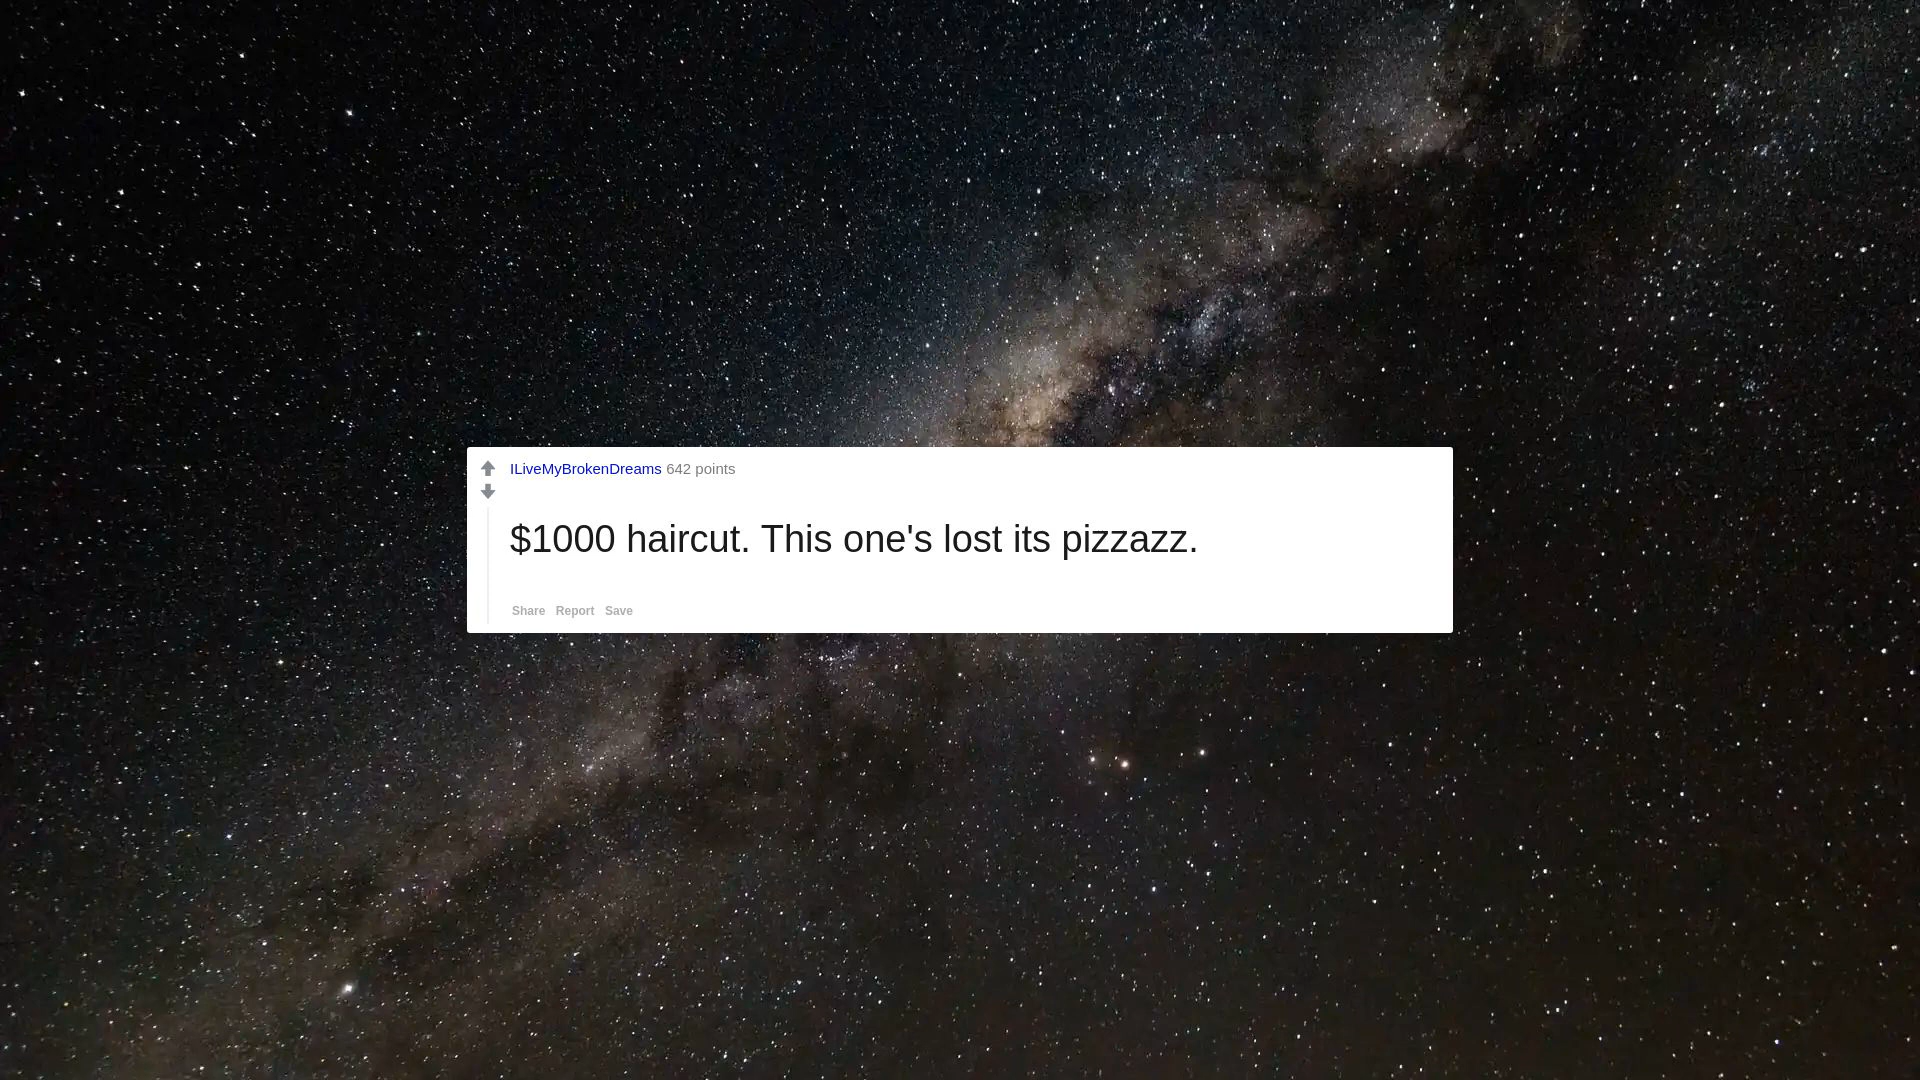 ILiveMyBrokenDreams 642 points
$1000 haircut. This one's lost its pizzazz.
Share Report Save